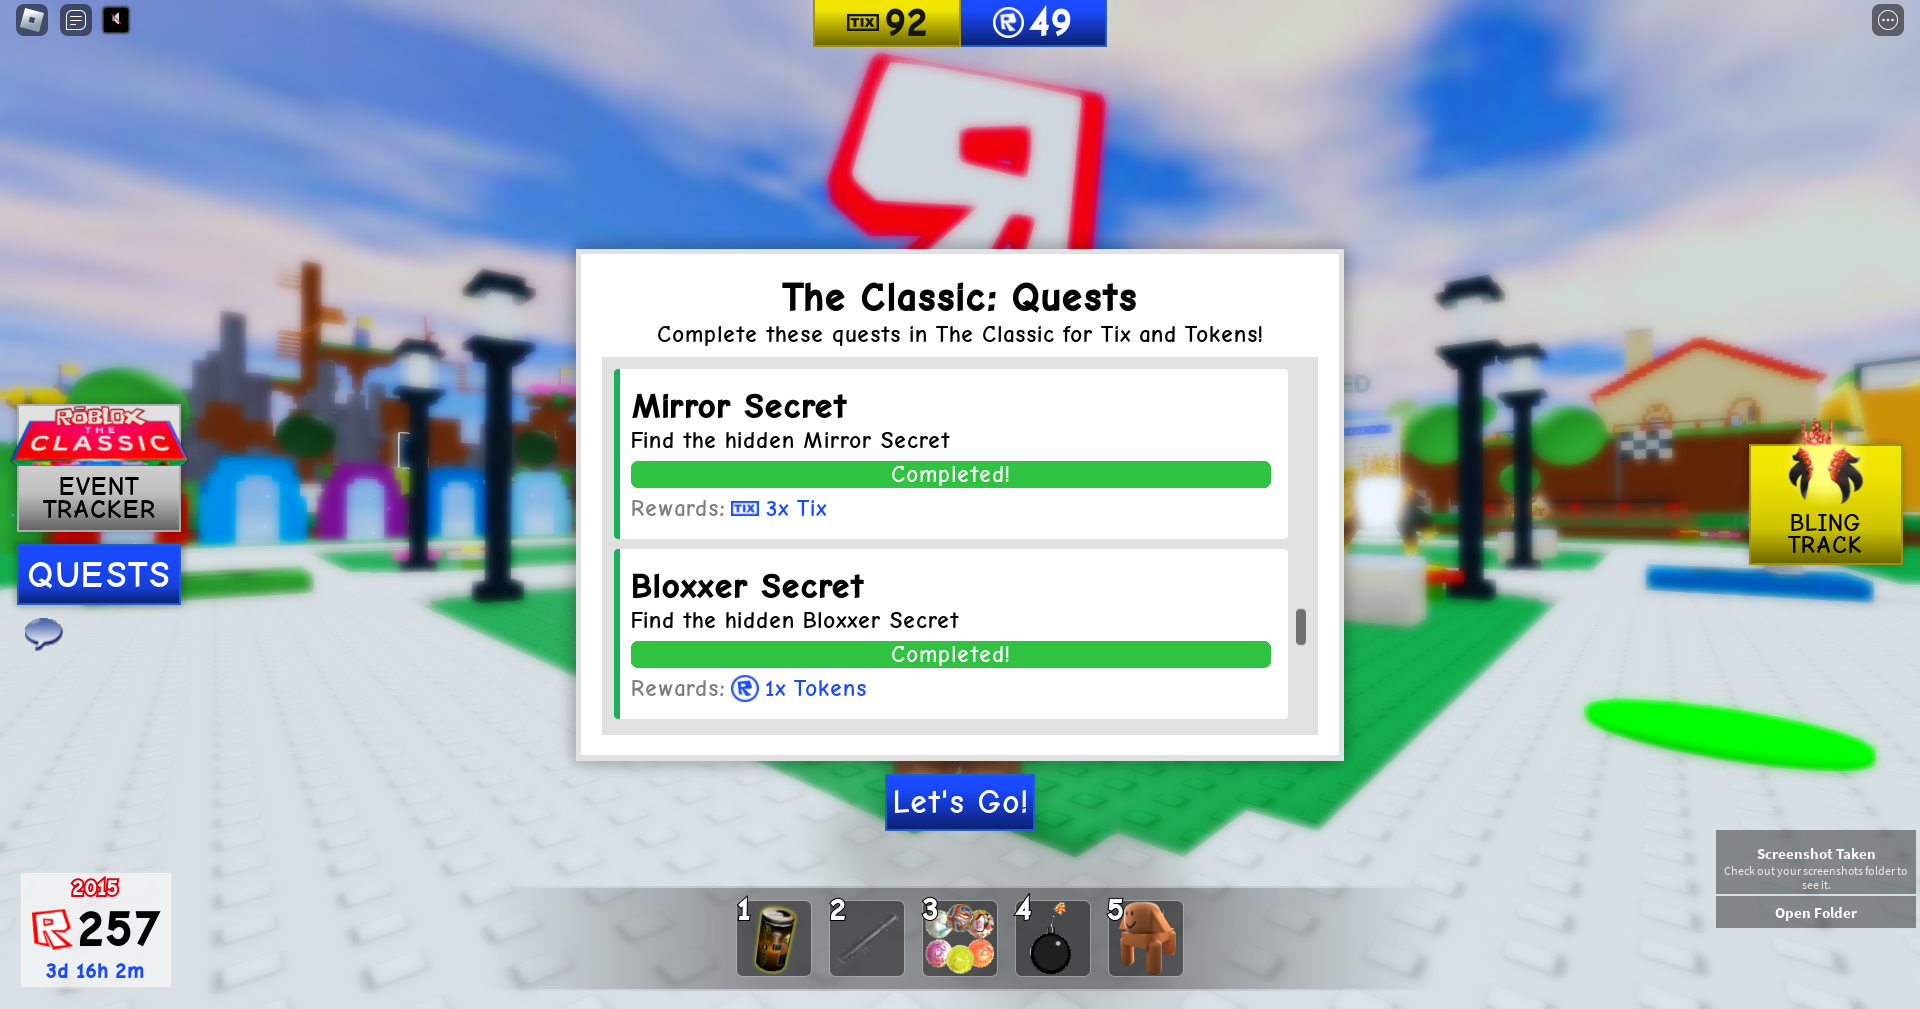 TIX 92
R 49
The Classic: Quests
Complete these quests in The Classic for Tix and Tokens!
Mirror Secret
Find the hidden Mirror Secret
Completed!
Rewards: TIX 3x Tix
Bloxxer Secret
Find the hidden Bloxxer Secret
Completed!
Rewards: R 1x Tokens
Let's Go!
ROBLOX
THE
CLASSIC
EVENT
TRACKER
QUESTS
BLING
TRACK
2015
R 257
3d 16h 2m
1 2 3 4 5
Screenshot Taken
Check out your screenshots folder to
see it.
Open Folder